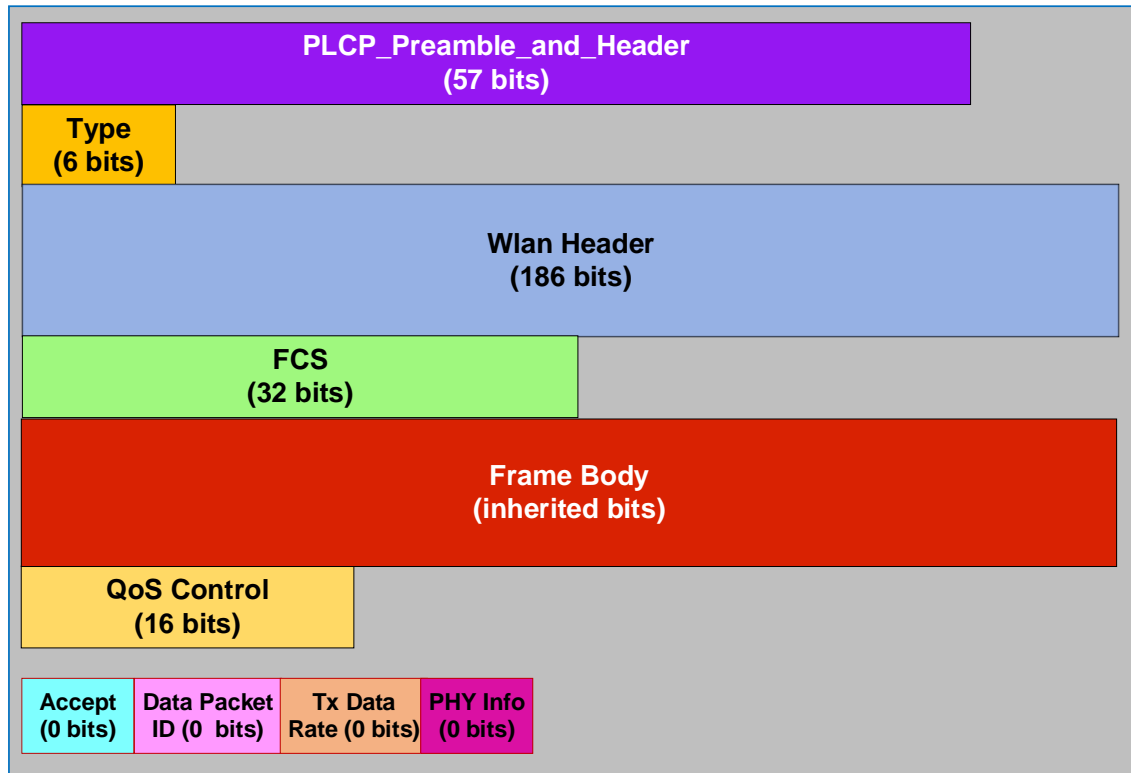 PLCP_Preamble_and_Header
(57 bits)
Type
(6 bits)
Wlan Header
(186 bits)
FCS
(32 bits)
Frame Body
(inherited bits)
QoS Control
(16 bits)
Accept
(0 bits)
Data Packet
ID (0 bits)
Tx Data
Rate (0 bits)
PHY Info
(0 bits)